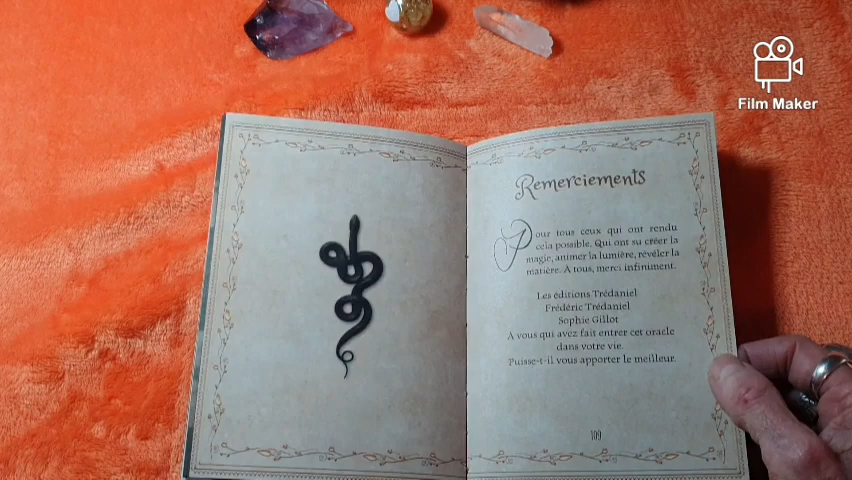 Film Maker
Remerciements
Pour tous ceux qui ont rendu
cela possible. Qui ont su créer la
magie, animer la lumière, révéler la
matière. A tous, merci infiniment.
Les éditions Trédaniel
Frédéric Trédaniel
Sophie Gillot
A vous qui avez fait entrer cet oracle
dans votre vie.
Puisse-t-il vous apporter le meilleur.
109